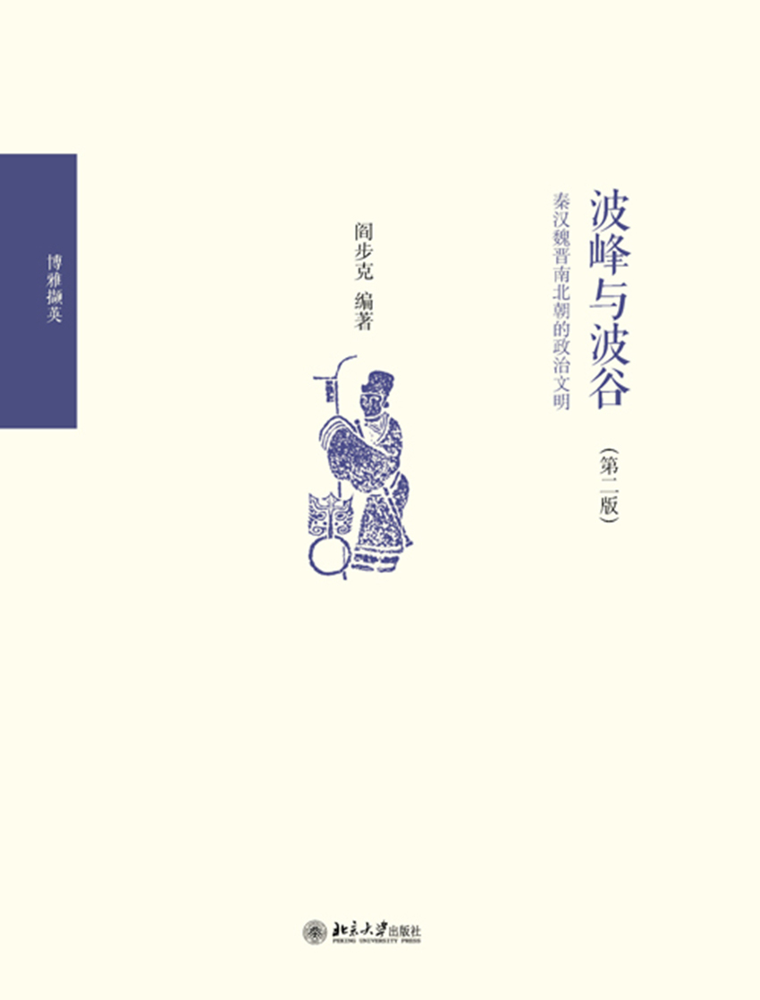 波峰与波谷
(第二版)
秦汉魏晋南北朝的政治文明
阎步克 编著
博雅撷英
北京大学出版社
PEKING UNIVERSITY PRESS